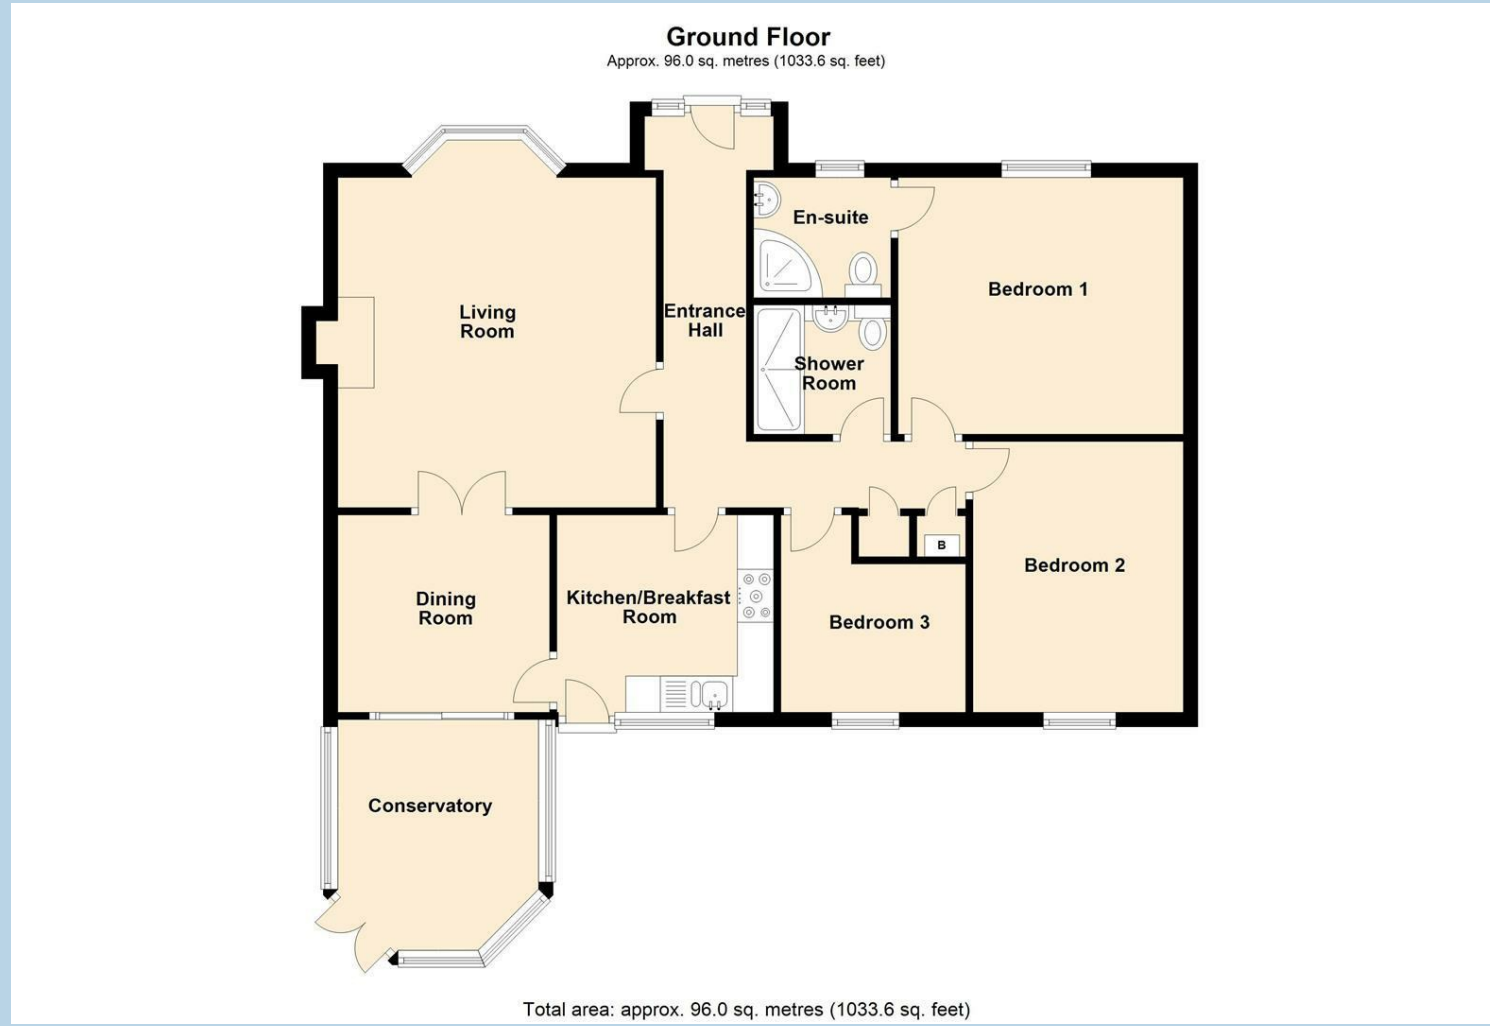 Ground Floor
Approx. 96.0 sq. metres (1033.6 sq. feet)
En-suite
Bedroom 1
Living
Room
Entrance
Hall
Shower
Room
B
Bedroom 2
Dining
Room
Kitchen/Breakfast
Room
Bedroom 3
Conservatory
Total area: approx. 96.0 sq. metres (1033.6 sq. feet)